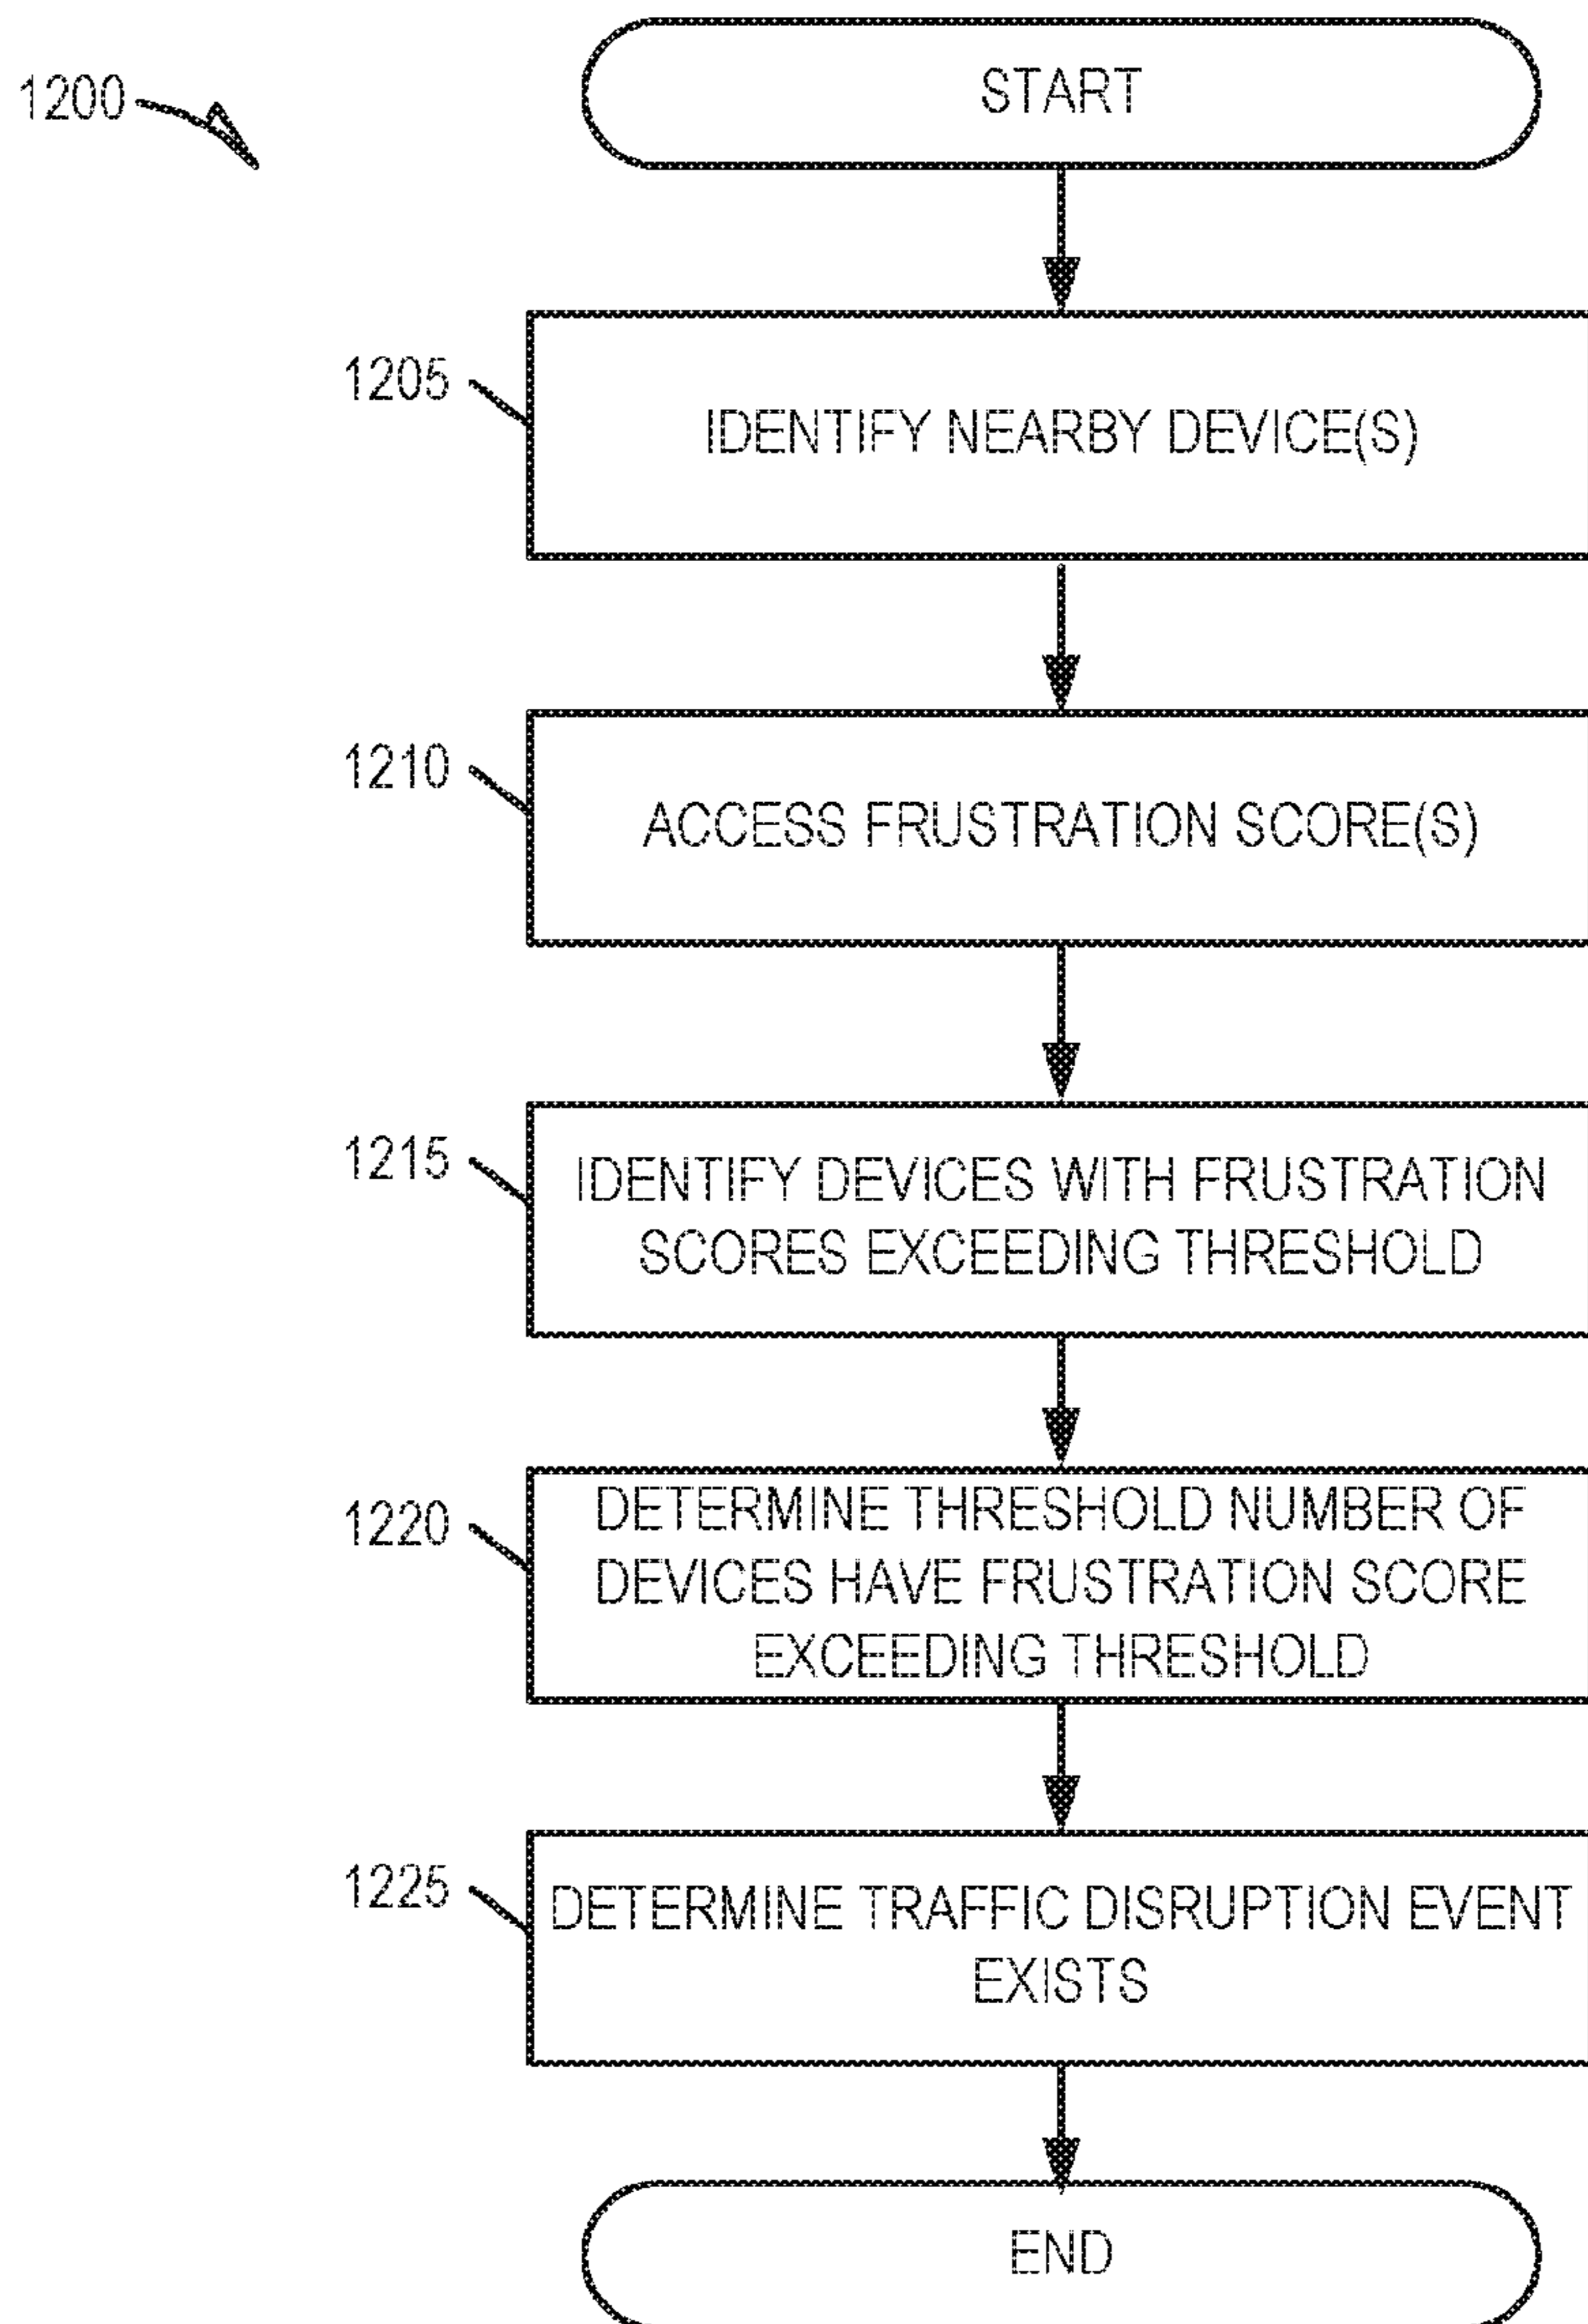 1200
START
1205
IDENTIFY NEARBY DEVICE(S)
1210
ACCESS FRUSTRATION SCORE(S)
1215
IDENTIFY DEVICES WITH FRUSTRATION
SCORES EXCEEDING THRESHOLD
1220
DETERMINE THRESHOLD NUMBER OF
DEVICES HAVE FRUSTRATION SCORE
EXCEEDING THRESHOLD
1225
DETERMINE TRAFFIC DISRUPTION EVENT
EXISTS
END